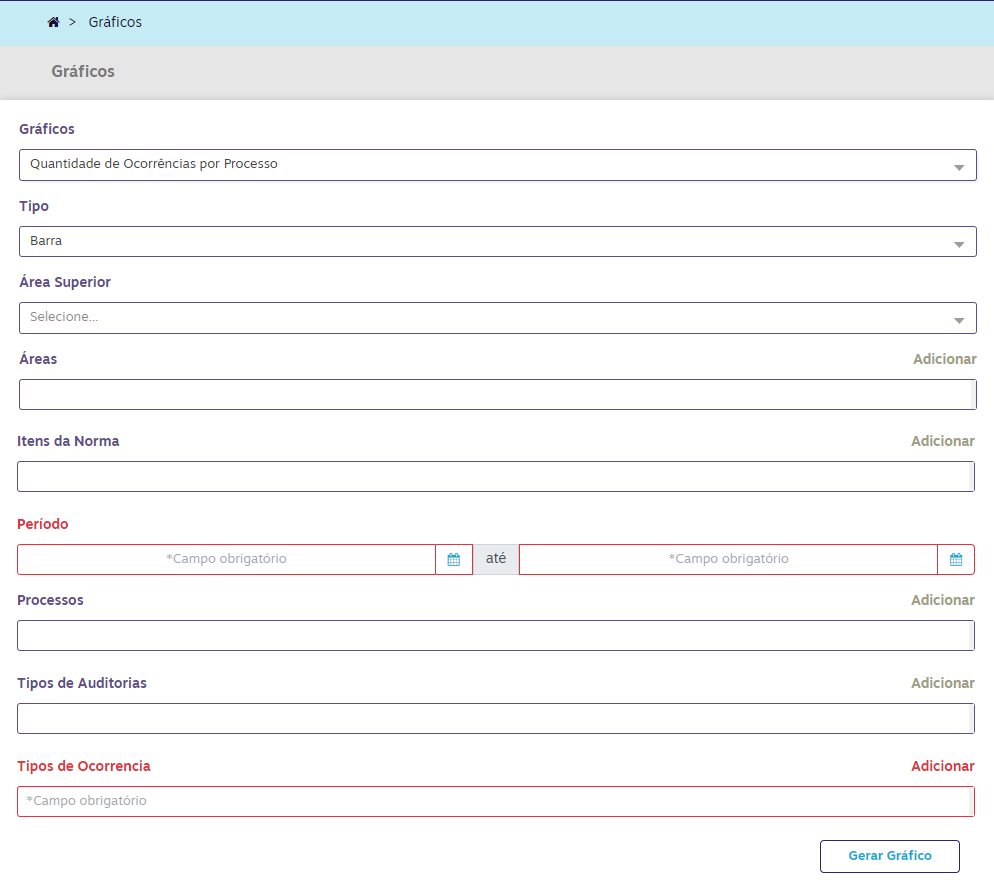 > Gráficos
Gráficos
Gráficos
Quantidade de Ocorrências por Processo
Tipo
Barra
Área Superior
Selecione...
Áreas Adicionar
Itens da Norma Adicionar
Período
*Campo obrigatório até *Campo obrigatório
Processos Adicionar
Tipos de Auditorias Adicionar
Tipos de Ocorrencia Adicionar
*Campo obrigatório
Gerar Gráfico